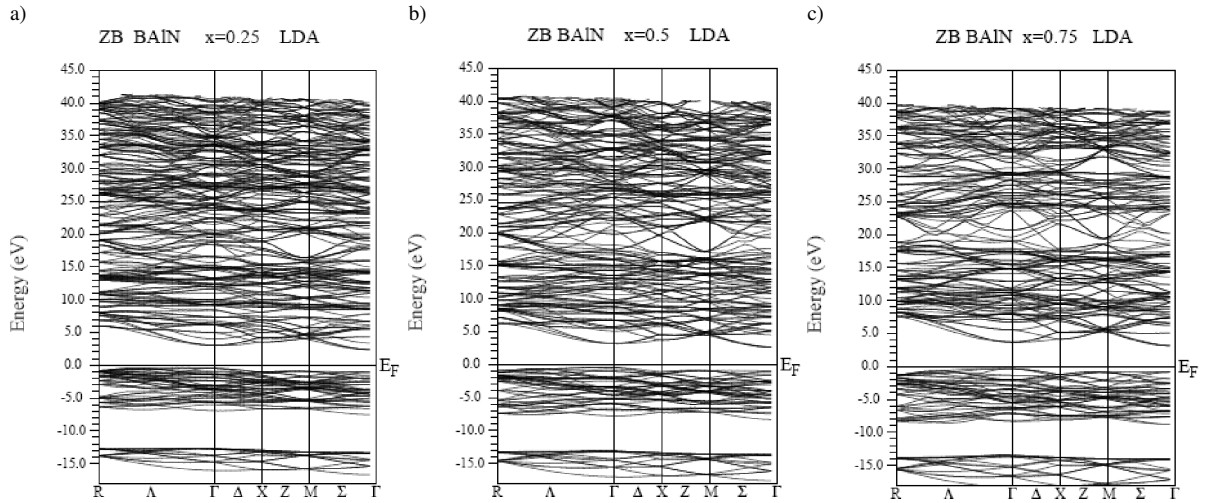 a)
ZB BAlN x=0.25 LDA
45.0
40.0
35.0
30.0
25.0
20.0
15.0
10.0
5.0
0.0
-5.0
-10.0
-15.0
Energy (eV)
E_F
R Λ Γ Δ X Z M Σ Γ
b)
ZB BAlN x=0.5 LDA
45.0
40.0
35.0
30.0
25.0
20.0
15.0
10.0
5.0
0.0
-5.0
-10.0
-15.0
Energy (eV)
E_F
R Λ Γ Δ X Z M Σ Γ
c)
ZB BAlN x=0.75 LDA
45.0
40.0
35.0
30.0
25.0
20.0
15.0
10.0
5.0
0.0
-5.0
-10.0
-15.0
Energy (eV)
E_F
R Λ Γ Δ X Z M Σ Γ